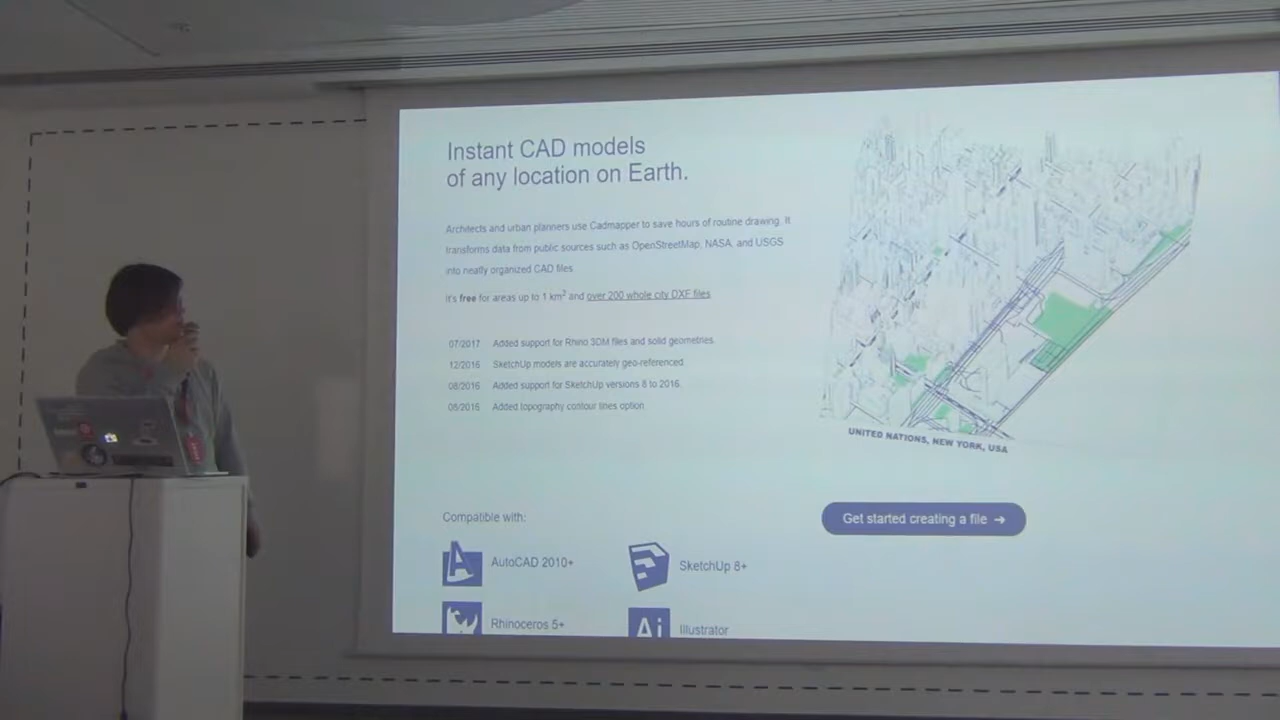 Instant CAD models
of any location on Earth.
Architects and urban planners use Cadmapper to save hours of routine drawing. It
transforms data from public sources such as OpenStreetMap, NASA, and USGS
into neatly organized CAD files
It's free for areas up to 1 km² and over 200 whole city DXF files
07/2017 Added support for Rhino 3DM files and solid geometries.
12/2016 SketchUp models are accurately geo-referenced.
08/2016 Added support for SketchUp versions 8 to 2016.
05/2016 Added topography contour lines option
UNITED NATIONS, NEW YORK, USA
Get started creating a file →
Compatible with:
AutoCAD 2010+
SketchUp 8+
Rhinoceros 5+
Ai Illustrator